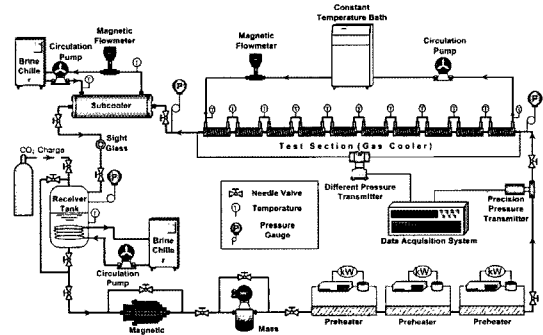 Magnetic
Flowmeter
Circulation
Pump
Brine
Chille
r
T
T
P
Subcooler
Constant
Temperature Bath
Magnetic
Flowmeter
Circulation
Pump
P
T T T T T T T T T T
Test Section (Gas Cooler)
Sight
Glass
CO₂ Charge
P
Receiver
Tank
T
Brine
Chille
r
Circulation
Pump
Needle Valve
T Temperature
P Pressure
Gauge
Different Pressure
Transmitter
Data Acquisition System
Precision
Pressure
Transmitter
kW kW kW
Magnetic
Mass
Preheater Preheater Preheater